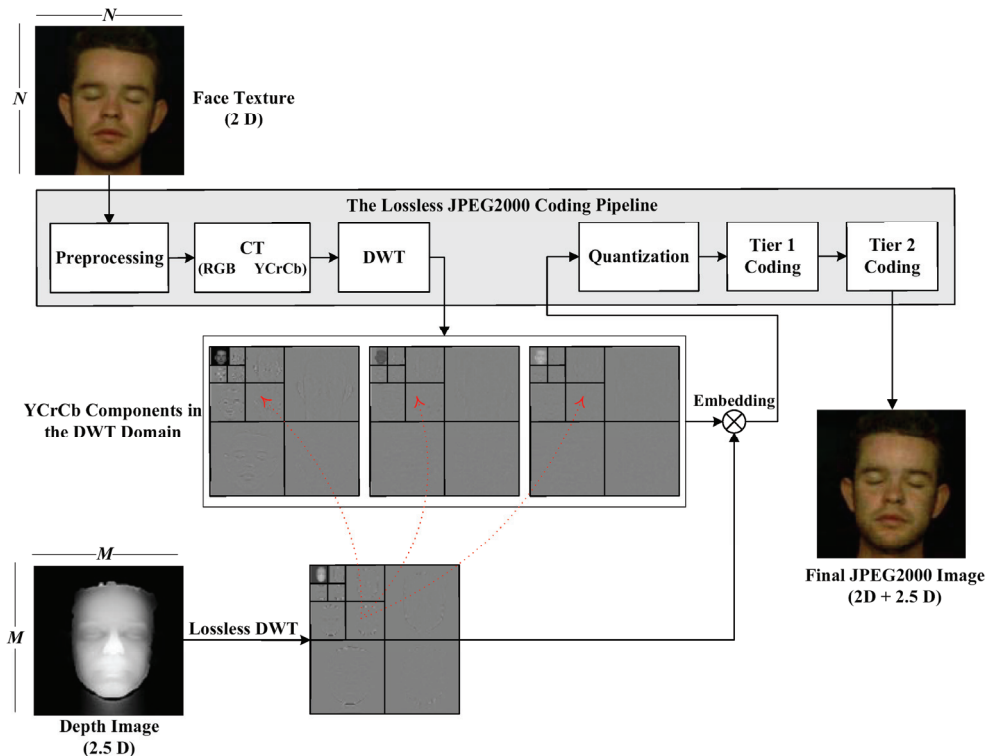 N
N
Face Texture
(2 D)
The Lossless JPEG2000 Coding Pipeline
Preprocessing
CT
(RGB YCrCb)
DWT
Quantization
Tier 1
Coding
Tier 2
Coding
YCrCb Components in
the DWT Domain
Embedding
M
M
Lossless DWT
Depth Image
(2.5 D)
Final JPEG2000 Image
(2D + 2.5 D)